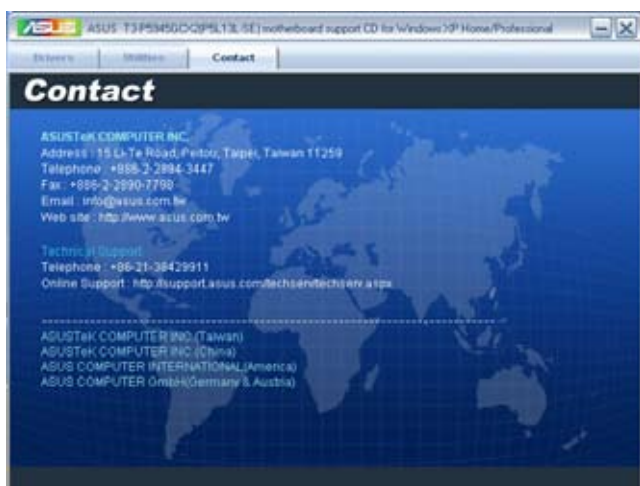 ASUS T3-P5945GCX2(P5L13L-SE) motherboard support CD for Windows XP Home/Professional
Drivers Utilities Contact
Contact
ASUSTeK COMPUTER INC.
Address : 15 Li-Te Road, Peitou, Taipei, Taiwan 11259
Telephone : +886-2-2894-3447
Fax : +886-2-2890-7798
Email : info@asus.com.tw
Web site : http://www.asus.com.tw
Technical Support
Telephone : +86-21-38429911
Online Support : http://support.asus.com/techserv/techserv.aspx
ASUSTeK COMPUTER INC.(Taiwan)
ASUSTeK COMPUTER INC.(China)
ASUS COMPUTER INTERNATIONAL(America)
ASUS COMPUTER GmbH(Germany & Austria)